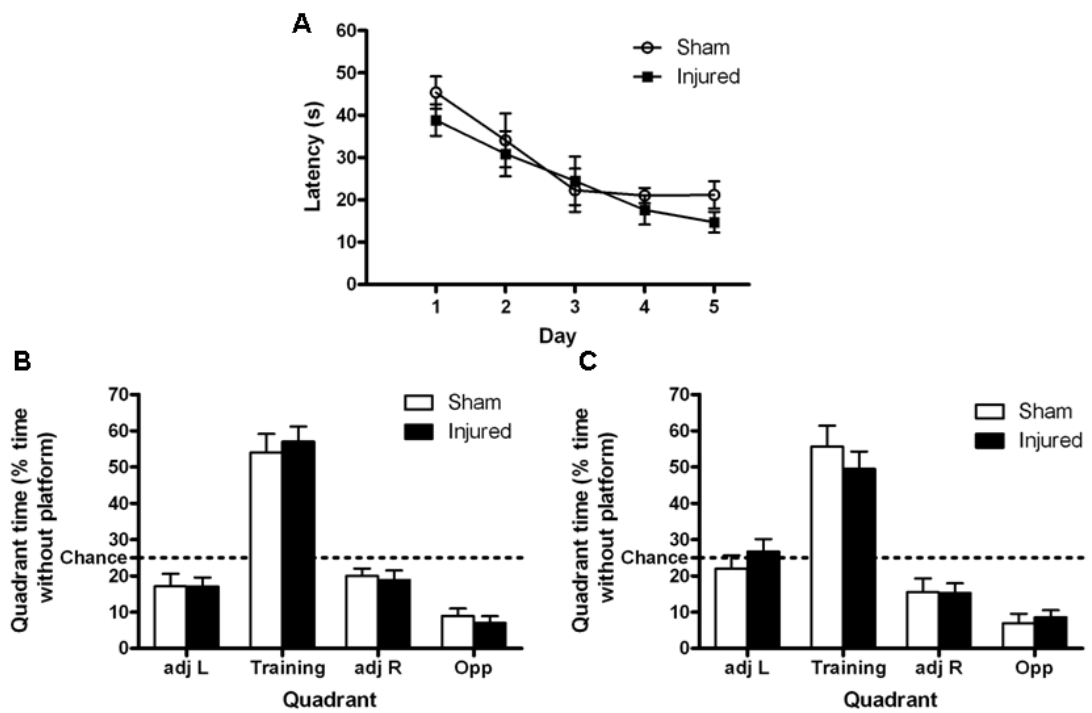 A
60
50
40
30
20
10
0
Latency (s)
Sham
Injured
1 2 3 4 5
Day
B
70
60
50
40
30
Chance
20
10
0
Quadrant time (% time
without platform)
Sham
Injured
adj L Training adj R Opp
Quadrant
C
70
60
50
40
30
Chance
20
10
0
Quadrant time (% time
without platform)
Sham
Injured
adj L Training adj R Opp
Quadrant